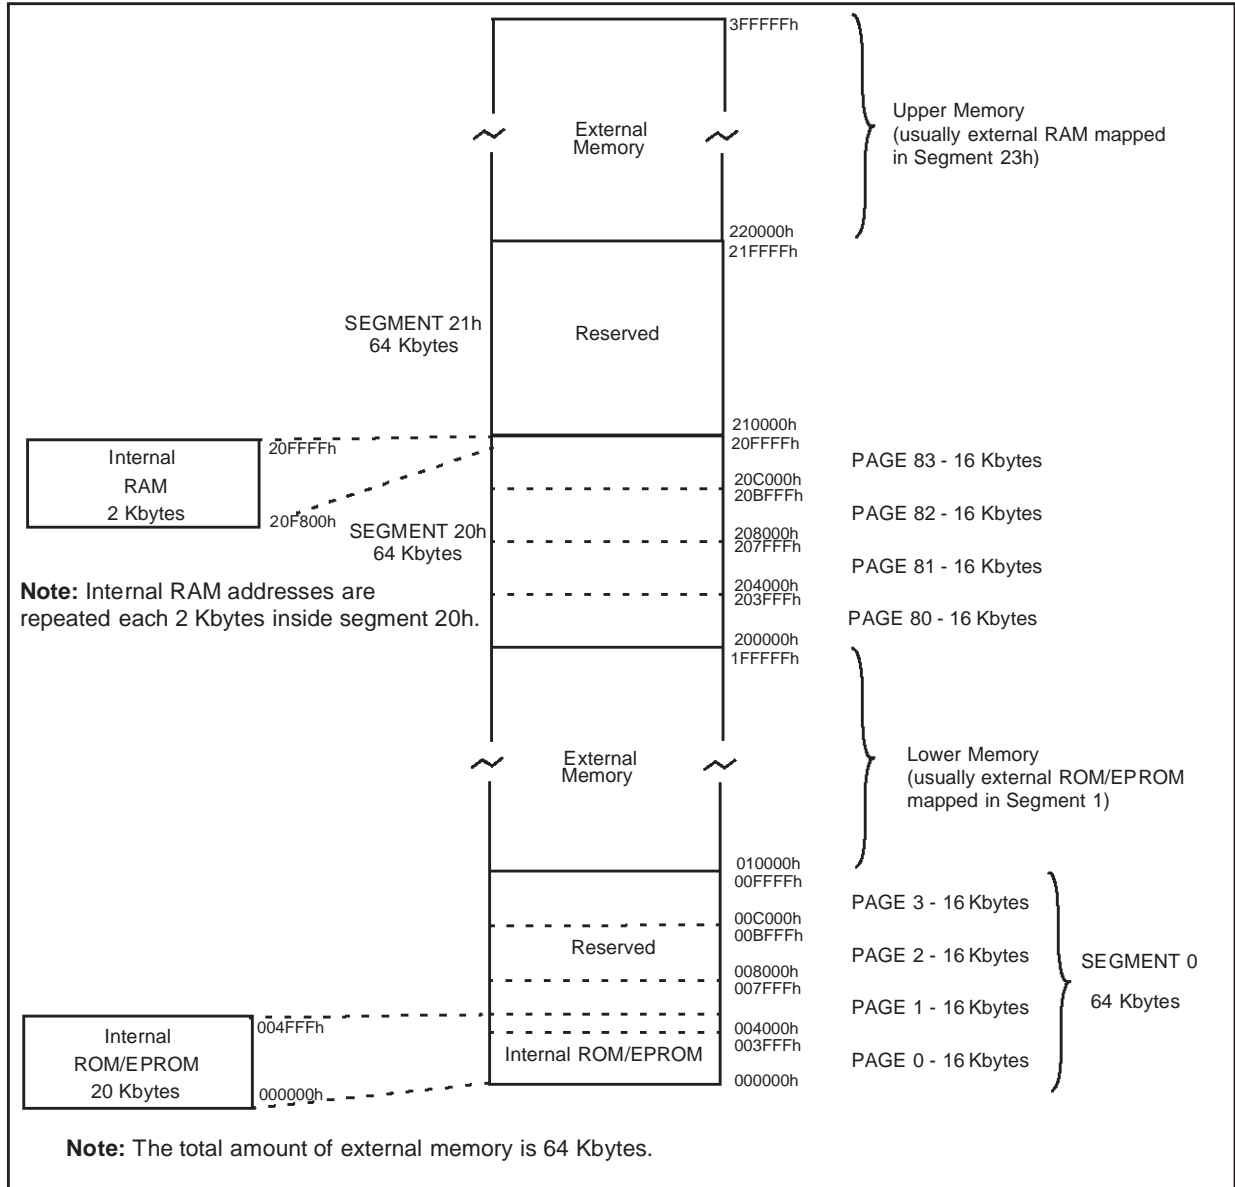 3FFFFFh
Upper Memory
(usually external RAM mapped
in Segment 23h)
External
Memory
220000h
21FFFFh
SEGMENT 21h
64 Kbytes
Reserved
210000h
20FFFFh
20FFFFh
Internal
RAM
2 Kbytes
20F800h
PAGE 83 - 16 Kbytes
20C000h
20BFFFh
PAGE 82 - 16 Kbytes
SEGMENT 20h
64 Kbytes
208000h
207FFFh
PAGE 81 - 16 Kbytes
204000h
203FFFh
Note: Internal RAM addresses are
repeated each 2 Kbytes inside segment 20h.
PAGE 80 - 16 Kbytes
200000h
1FFFFFh
External
Memory
Lower Memory
(usually external ROM/EPROM
mapped in Segment 1)
010000h
00FFFFh
PAGE 3 - 16 Kbytes
00C000h
00BFFFh
Reserved
PAGE 2 - 16 Kbytes
SEGMENT 0
64 Kbytes
008000h
007FFFh
PAGE 1 - 16 Kbytes
004FFFh
Internal
ROM/EPROM
20 Kbytes
000000h
004000h
003FFFh
Internal ROM/EPROM
PAGE 0 - 16 Kbytes
000000h
Note: The total amount of external memory is 64 Kbytes.